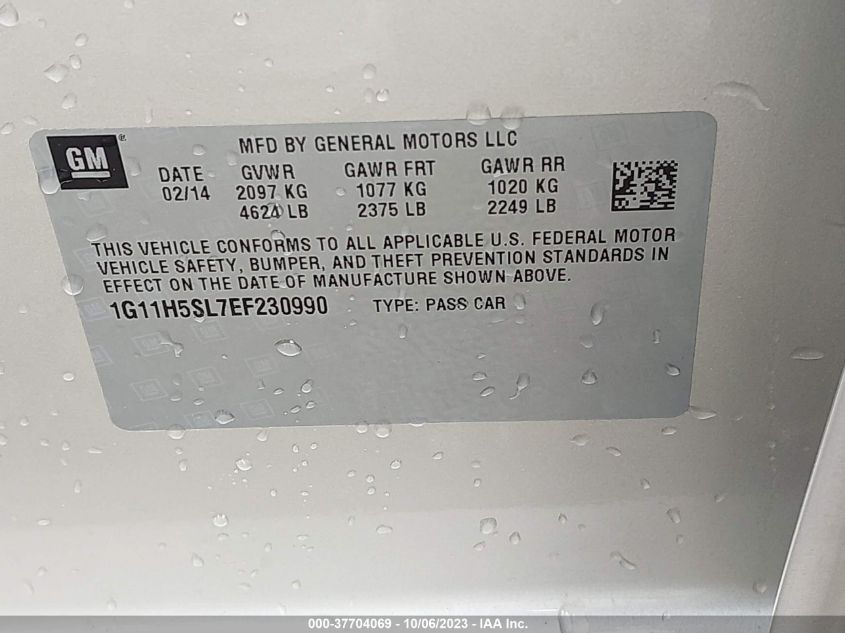 GM® MFD BY GENERAL MOTORS LLC
DATE GVWR GAWR FRT GAWR RR
02/14 2097 KG 1077 KG 1020 KG
4624 LB 2375 LB 2249 LB
THIS VEHICLE CONFORMS TO ALL APPLICABLE U.S. FEDERAL MOTOR
VEHICLE SAFETY, BUMPER, AND THEFT PREVENTION STANDARDS IN
EFFECT ON THE DATE OF MANUFACTURE SHOWN ABOVE.
1G11H5SL7EF230990 TYPE: PASS CAR
000-37704069 - 10/06/2023 - IAA Inc.